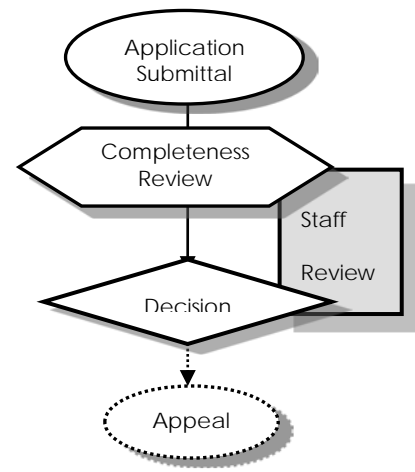 Application
Submittal
Completeness
Review
Staff
Review
Decision
Appeal